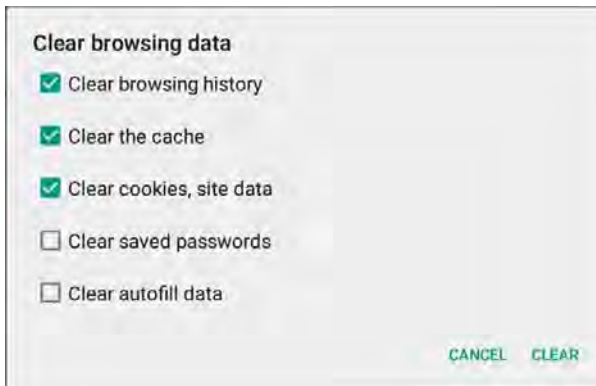 Clear browsing data
Clear browsing history
Clear the cache
Clear cookies, site data
Clear saved passwords
Clear autofill data
CANCEL CLEAR